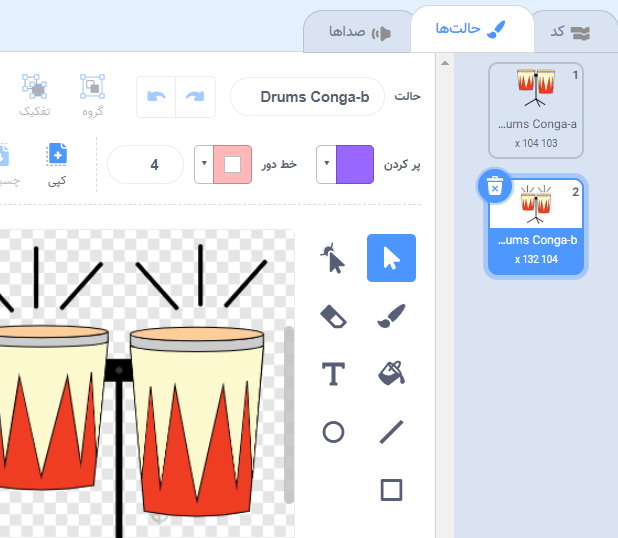 کد
حالت‌ها
صداها
حالت
Drums Conga-b
گروه
تفکیک
پر کردن
خط دور
4
کپی
1
...ums Conga-a
103 x 104
2
...ums Conga-b
104 x 132